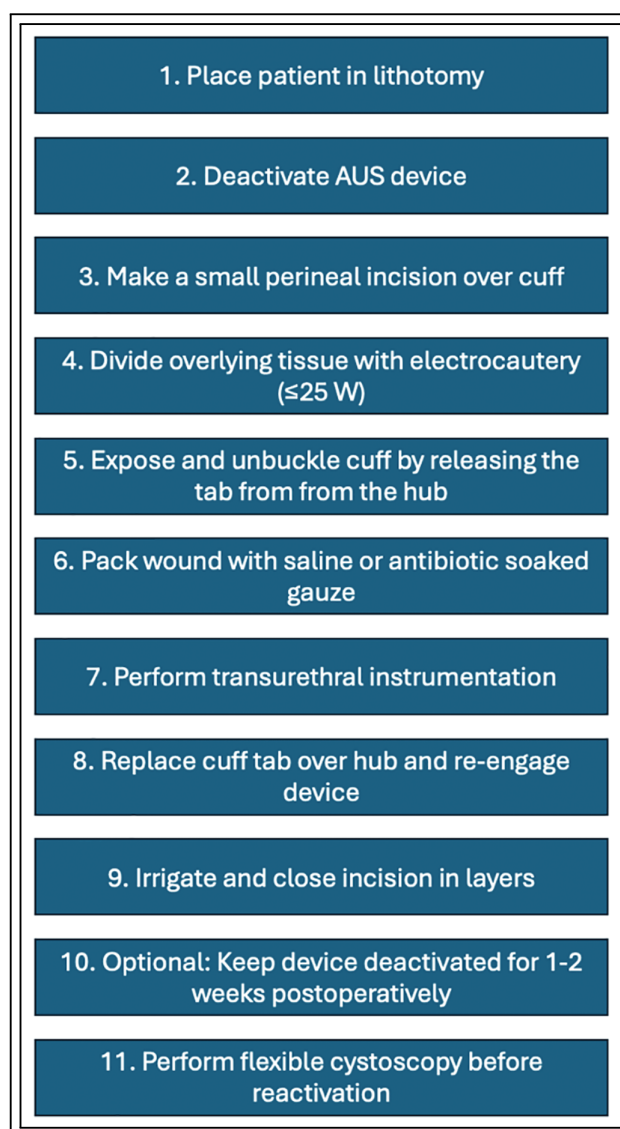 1. Place patient in lithotomy
2. Deactivate AUS device
3. Make a small perineal incision over cuff
4. Divide overlying tissue with electrocautery
(≤25 W)
5. Expose and unbuckle cuff by releasing the
tab from from the hub
6. Pack wound with saline or antibiotic soaked
gauze
7. Perform transurethral instrumentation
8. Replace cuff tab over hub and re-engage
device
9. Irrigate and close incision in layers
10. Optional: Keep device deactivated for 1-2
weeks postoperatively
11. Perform flexible cystoscopy before
reactivation